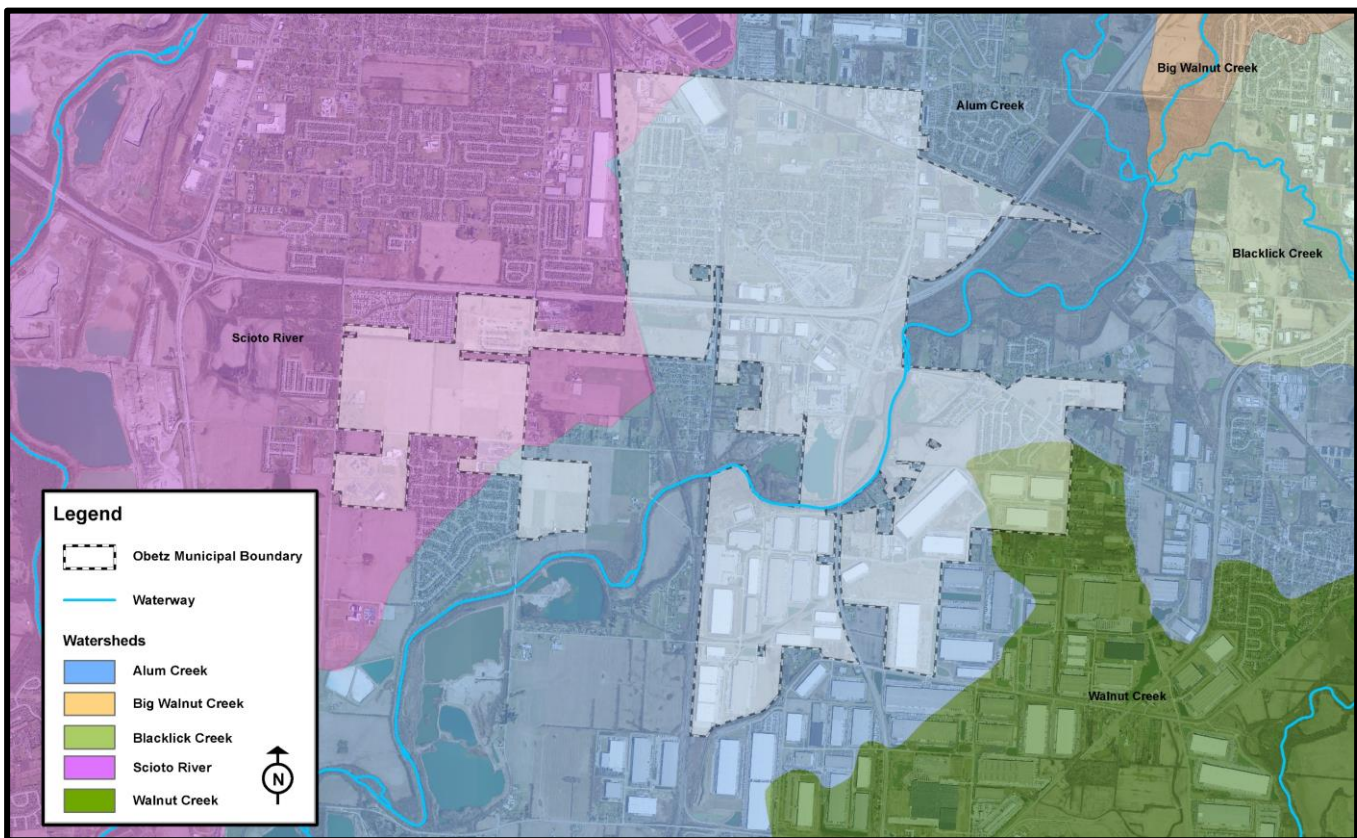 Big Walnut Creek
Alum Creek
Blacklick Creek
Scioto River
Walnut Creek
Legend
Obetz Municipal Boundary
Waterway
Watersheds
Alum Creek
Big Walnut Creek
Blacklick Creek
Scioto River
Walnut Creek
N